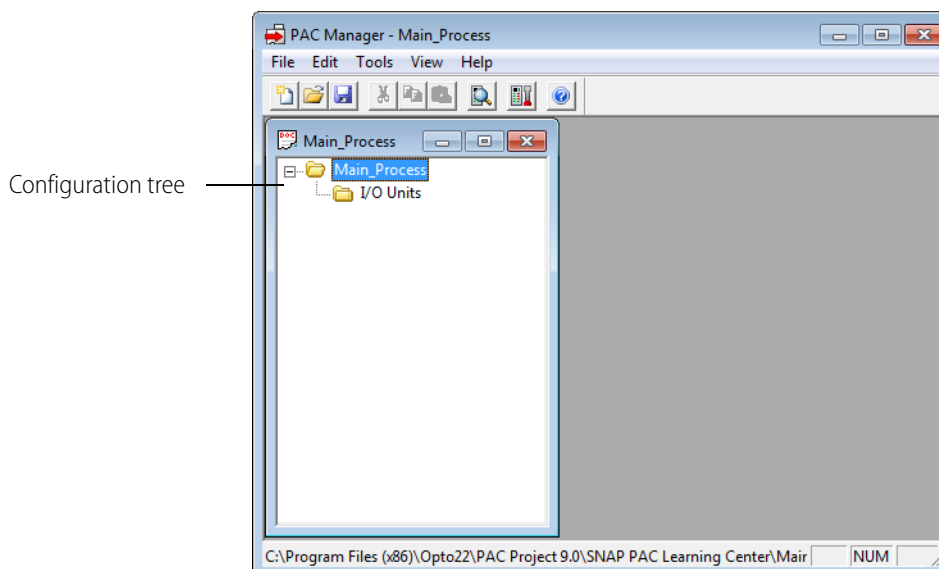 PAC Manager - Main_Process
File Edit Tools View Help
Main_Process
Main_Process
I/O Units
Configuration tree
C:\Program Files (x86)\Opto22\PAC Project 9.0\SNAP PAC Learning Center\Mair NUM